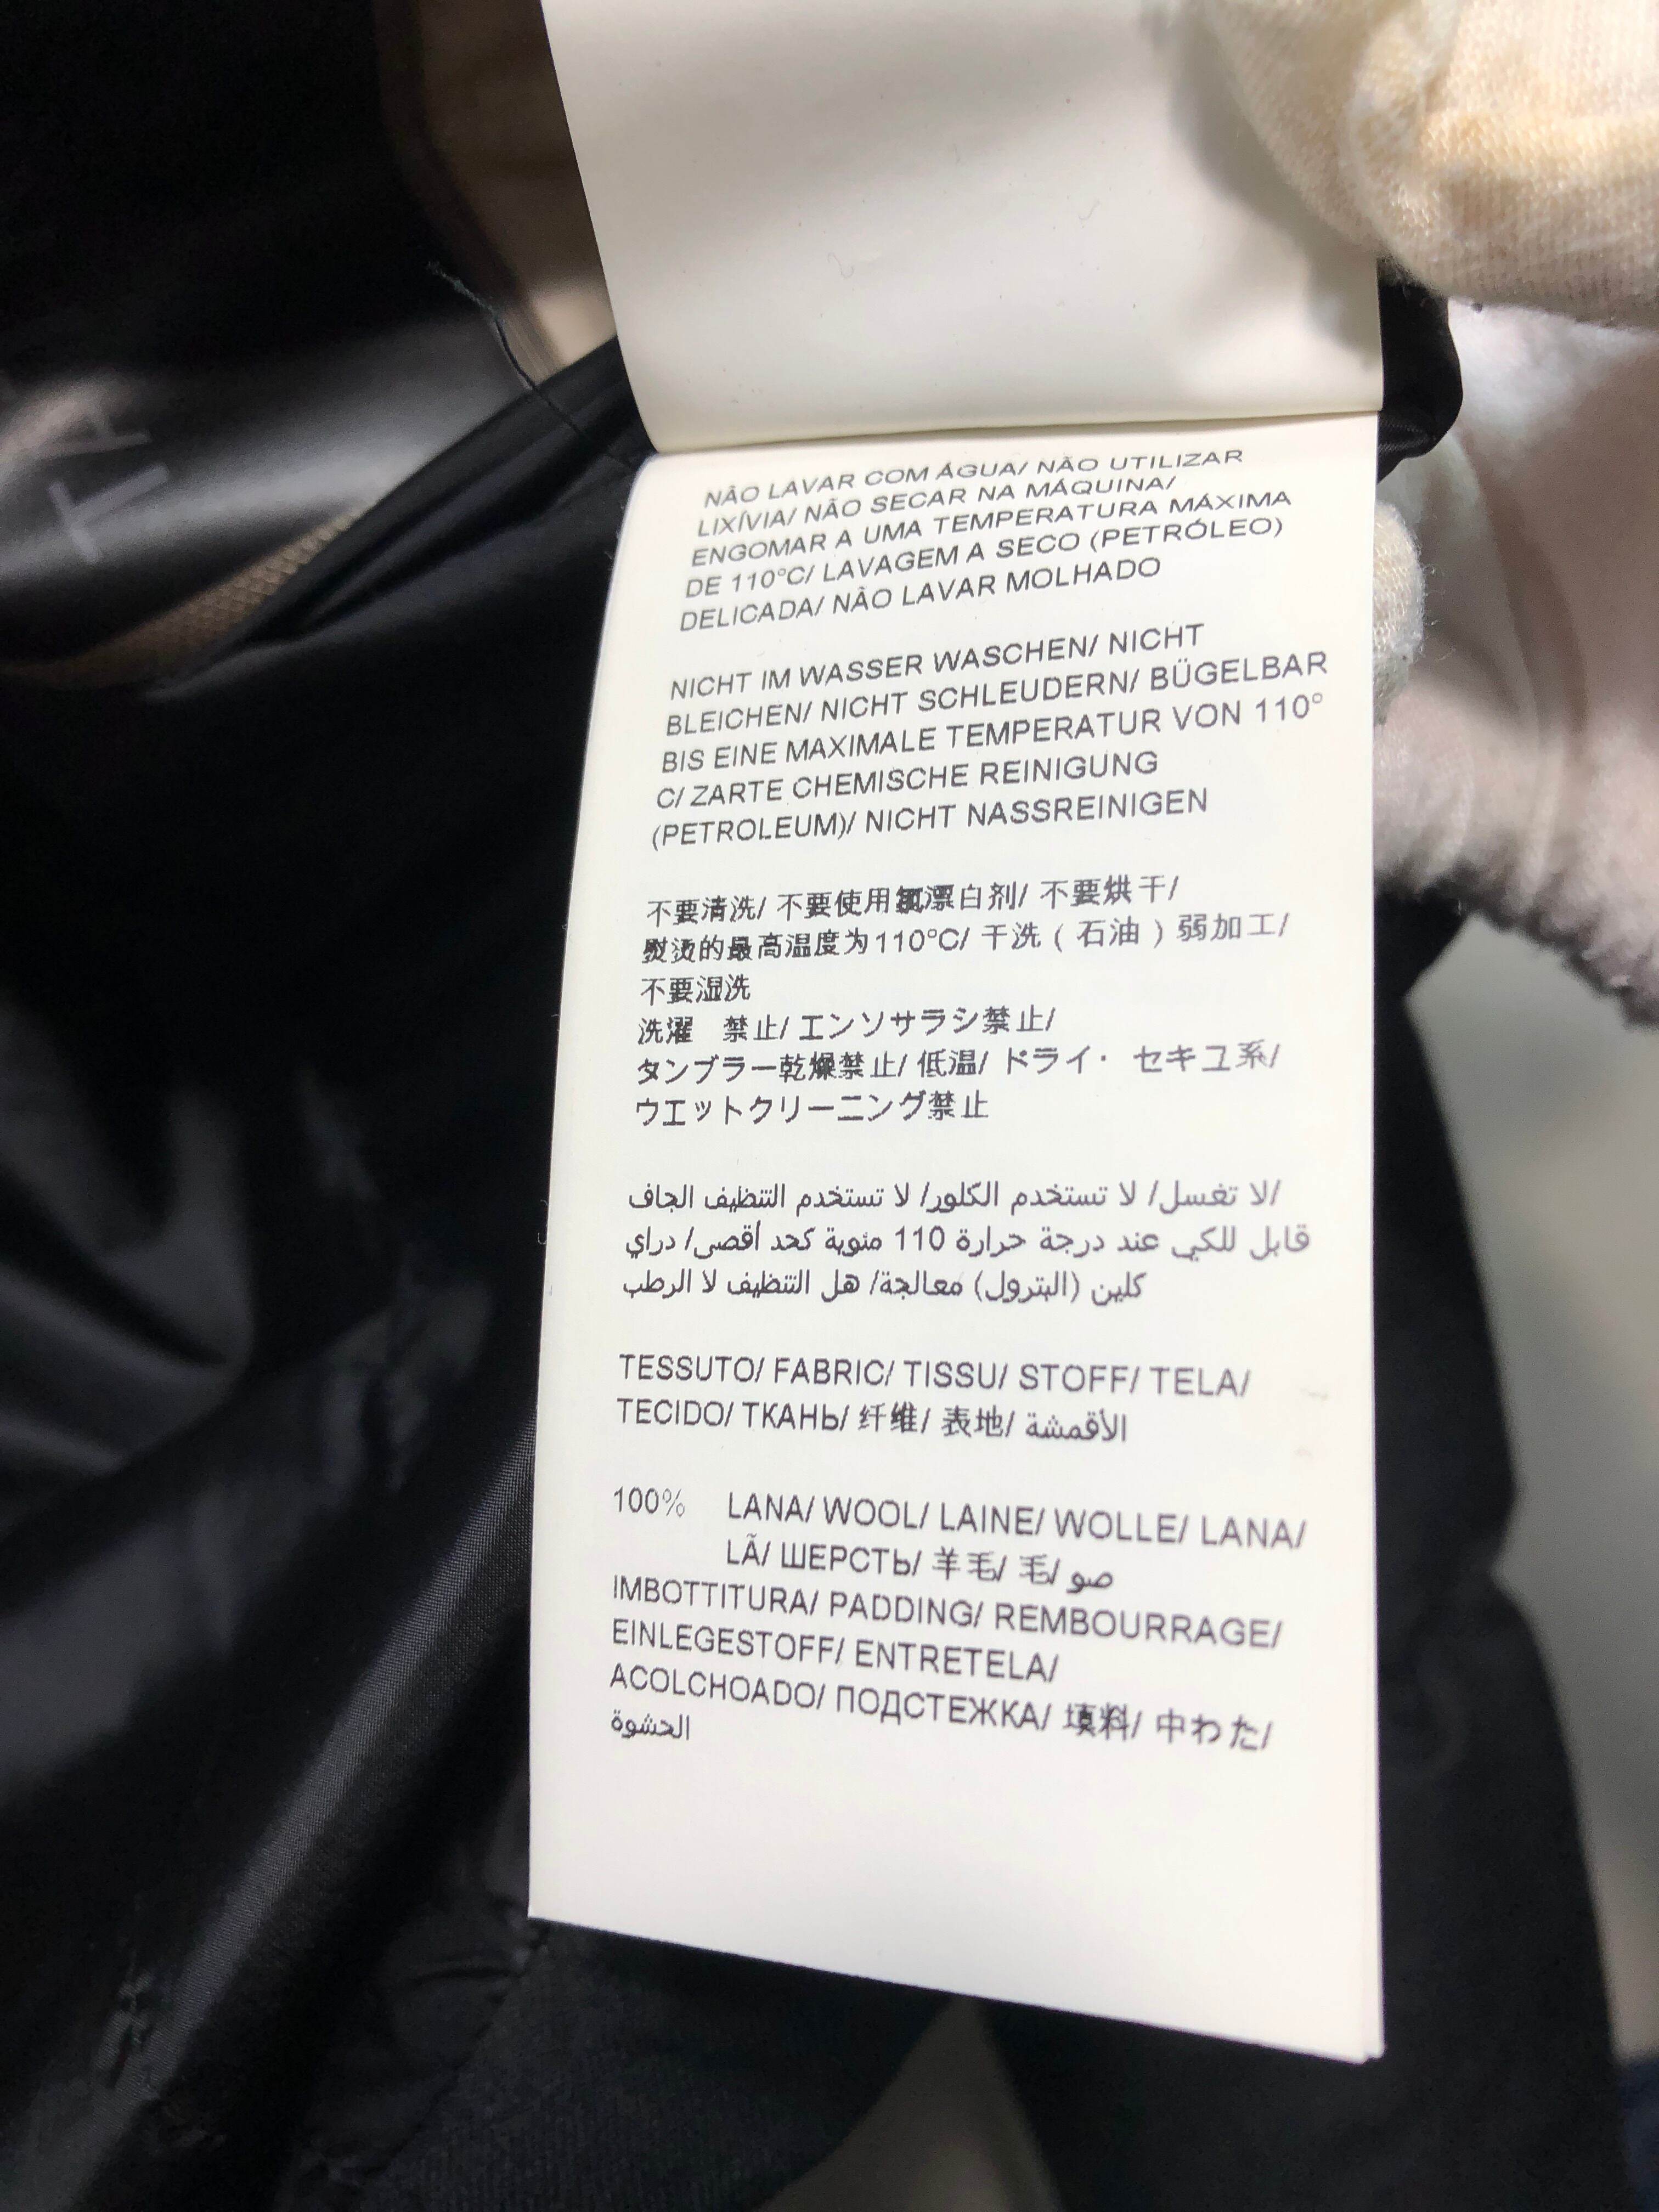 NÃO LAVAR COM ÁGUA/ NÃO UTILIZAR
LIXÍVIA/ NÃO SECAR NA MÁQUINA/
ENGOMAR A UMA TEMPERATURA MÁXIMA
DE 110°C/ LAVAGEM A SECO (PETRÓLEO)
DELICADA/ NÃO LAVAR MOLHADO
NICHT IM WASSER WASCHEN/ NICHT
BLEICHEN/ NICHT SCHLEUDERN/ BÜGELBAR
BIS EINE MAXIMALE TEMPERATUR VON 110°
C/ ZARTE CHEMISCHE REINIGUNG
(PETROLEUM)/ NICHT NASSREINIGEN
不要清洗/ 不要使用氯漂白剂/ 不要烘干/
熨烫的最高温度为110°C/ 干洗 ( 石油 ) 弱加工/
不要湿洗
洗濯　禁止/ エンソサラシ禁止/
タンブラー乾燥禁止/ 低温/ ドライ・ セキユ系/
ウエットクリーニング禁止
/لا تغسل/ لا تستخدم الكلور/ لا تستخدم التنظيف الجاف
قابل للكي عند درجة حرارة 110 مئوية كحد أقصى/ دراي
كلين (البترول) معالجة/ هل التنظيف لا الرطب
TESSUTO/ FABRIC/ TISSU/ STOFF/ TELA/
TECIDO/ ТКАНЬ/ 纤维/ 表地/ الأقمشة
100% LANA/ WOOL/ LAINE/ WOLLE/ LANA/
LÃ/ ШЕРСТЬ/ 羊毛/ 毛/ صو
IMBOTTITURA/ PADDING/ REMBOURRAGE/
EINLEGESTOFF/ ENTRETELA/
ACOLCHOADO/ ПОДСТЕЖКА/ 填料/ 中わた/
الحشوة